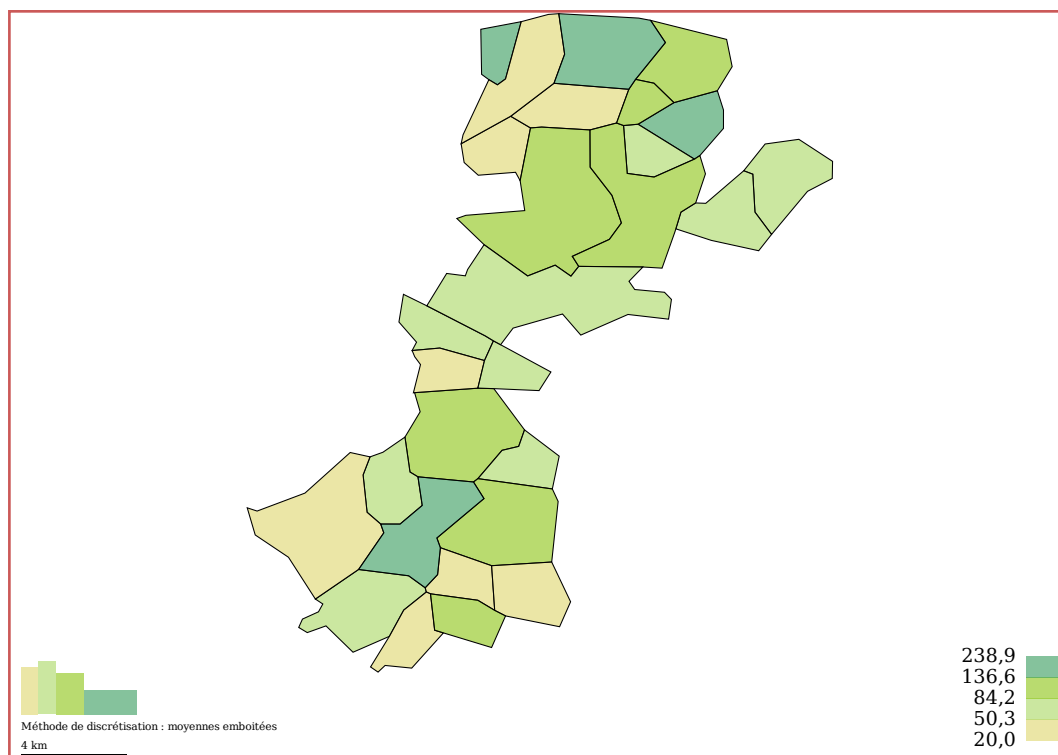 238,9
136,6
84,2
50,3
20,0
Méthode de discrétisation : moyennes emboitées
4 km